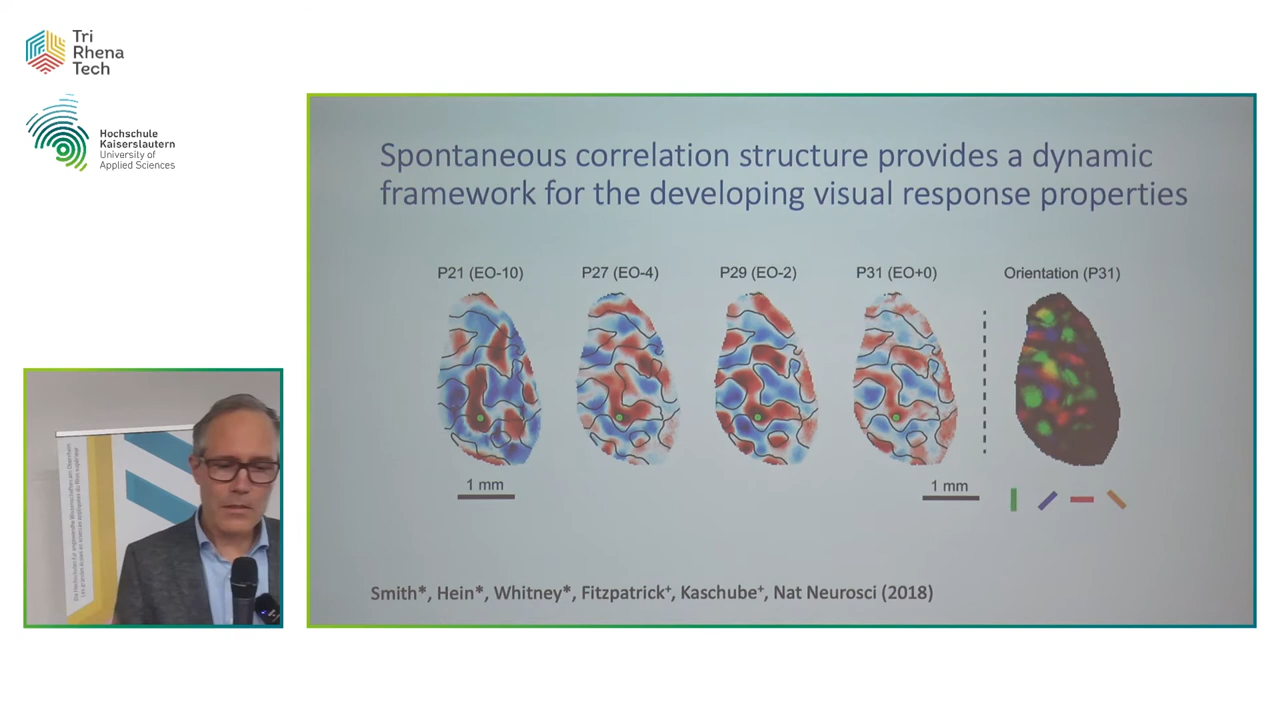 Tri
Rhena
Tech
Hochschule
Kaiserslautern
University of
Applied Sciences
Spontaneous correlation structure provides a dynamic
framework for the developing visual response properties
P21 (EO-10)
P27 (EO-4)
P29 (EO-2)
P31 (EO+0)
Orientation (P31)
1 mm
1 mm
Smith*, Hein*, Whitney*, Fitzpatrick⁺, Kaschube⁺, Nat Neurosci (2018)